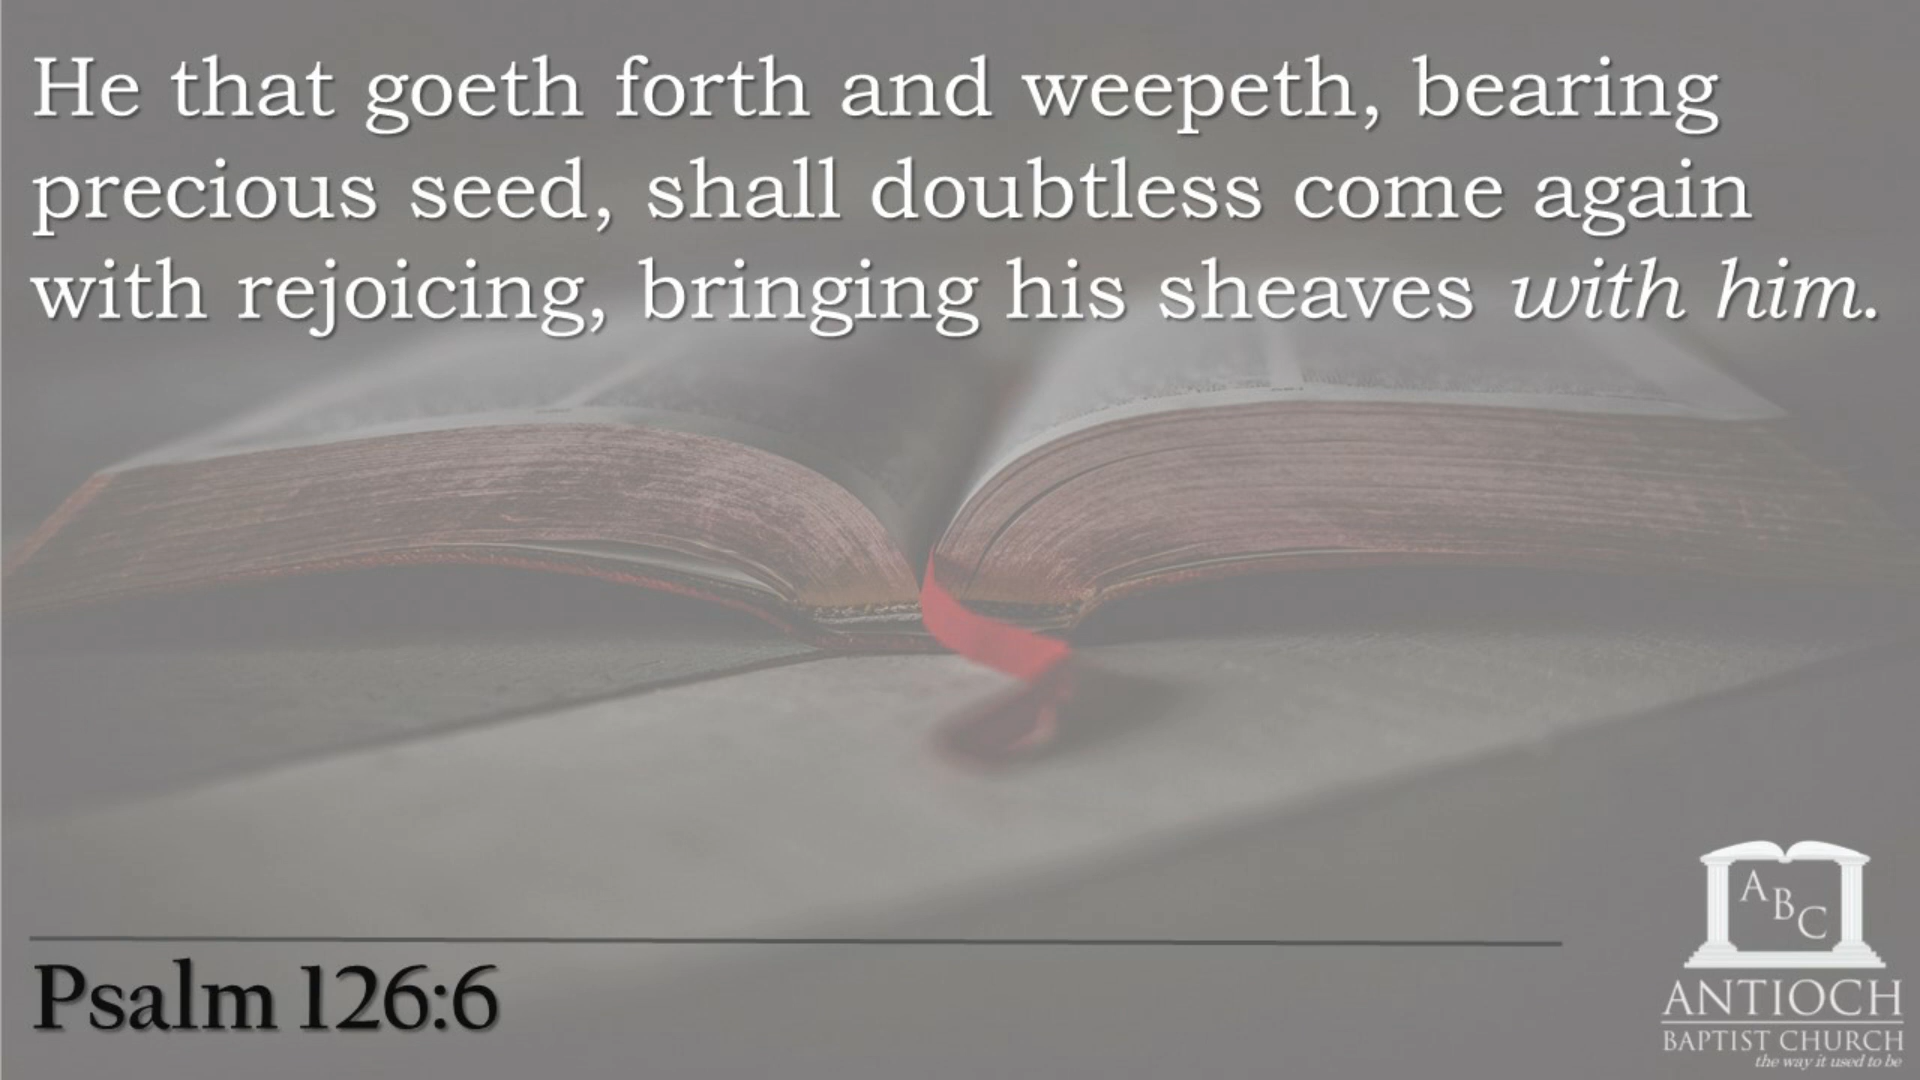 He that goeth forth and weepeth, bearing
precious seed, shall doubtless come again
with rejoicing, bringing his sheaves with him.
Psalm 126:6
A B C
ANTIOCH
BAPTIST CHURCH
the way it used to be